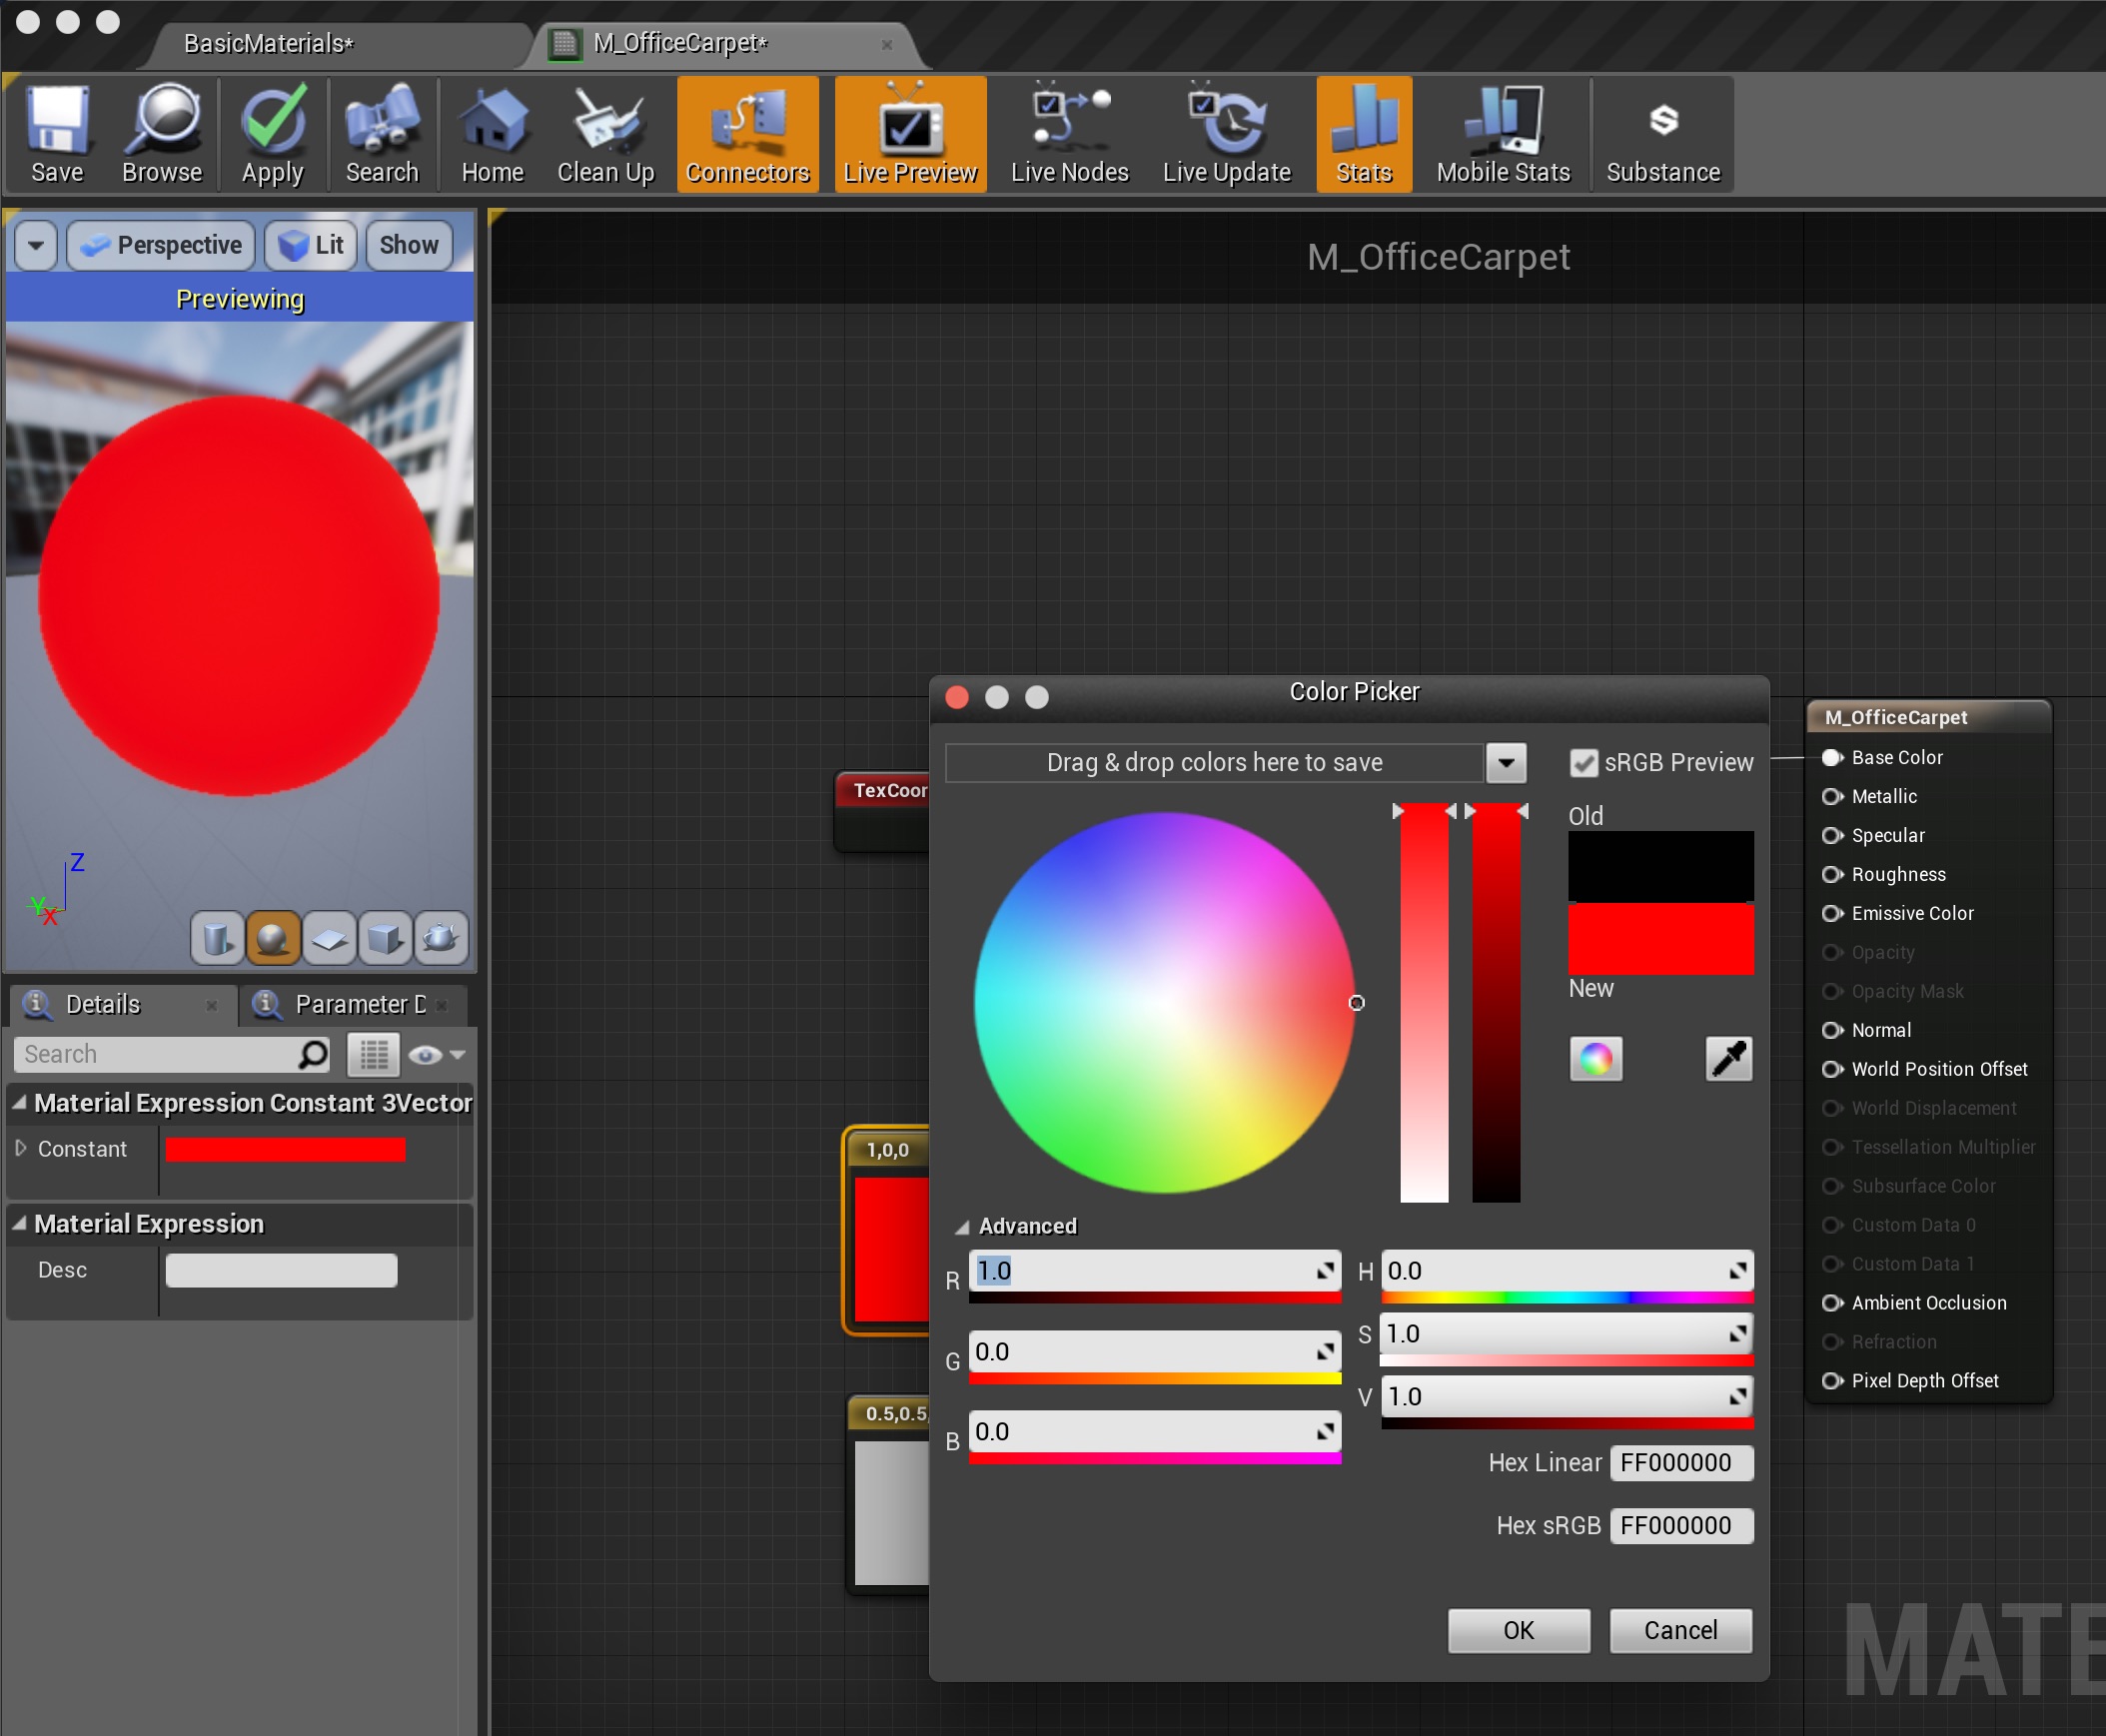 BasicMaterials*
M_OfficeCarpet*
Save
Browse
Apply
Search
Home
Clean Up
Connectors
Live Preview
Live Nodes
Live Update
Stats
Mobile Stats
Substance
Perspective
Lit
Show
Previewing
Z
Y
X
Details
Parameter D
Search
Material Expression Constant 3Vector
Constant
Material Expression
Desc
M_OfficeCarpet
TexCoor
1,0,0
0.5,0.5,
Color Picker
Drag & drop colors here to save
sRGB Preview
Old
New
Advanced
R 1.0
G 0.0
B 0.0
H 0.0
S 1.0
V 1.0
Hex Linear FF000000
Hex sRGB FF000000
OK
Cancel
M_OfficeCarpet
Base Color
Metallic
Specular
Roughness
Emissive Color
Opacity
Opacity Mask
Normal
World Position Offset
World Displacement
Tessellation Multiplier
Subsurface Color
Custom Data 0
Custom Data 1
Ambient Occlusion
Refraction
Pixel Depth Offset
MATE